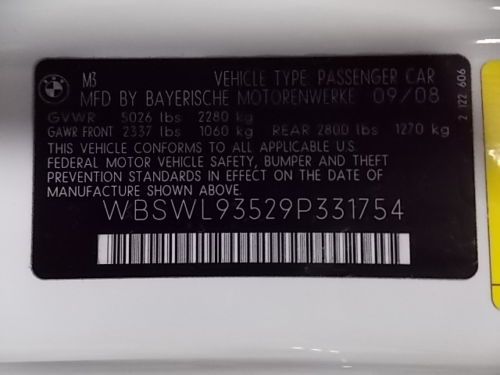 M3 VEHICLE TYPE PASSENGER CAR
MFD BY BAYERISCHE MOTORENWERKE 09/08
GVWR 5026 lbs 2280 kg
GAWR FRONT 2337 lbs 1060 kg REAR 2800 lbs 1270 kg
THIS VEHICLE CONFORMS TO ALL APPLICABLE U.S.
FEDERAL MOTOR VEHICLE SAFETY, BUMPER AND THEFT
PREVENTION STANDARDS IN EFFECT ON THE DATE OF
MANUFACTURE SHOWN ABOVE.
WBSWL93529P331754
2 122 606